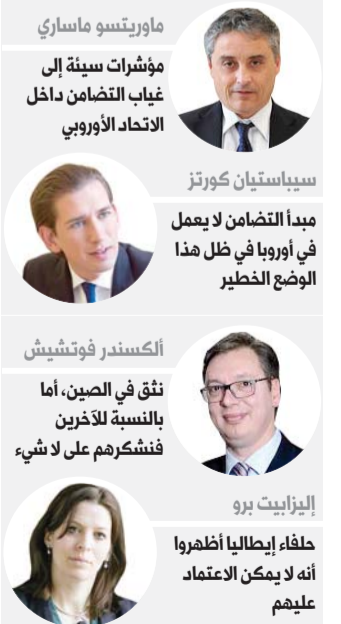 ماوريتسو ماساري
مؤشرات سيئة إلى
غياب التضامن داخل
الاتحاد الأوروبي
سيباستيان كورتز
مبدأ التضامن لا يعمل
في أوروبا في ظل هذا
الوضع الخطير
ألكسندر فوتشيش
نثق في الصين، أما
بالنسبة للآخرين
فنشكرهم على لا شيء
إليزابيت برو
حلفاء إيطاليا أظهروا
أنه لا يمكن الاعتماد
عليهم